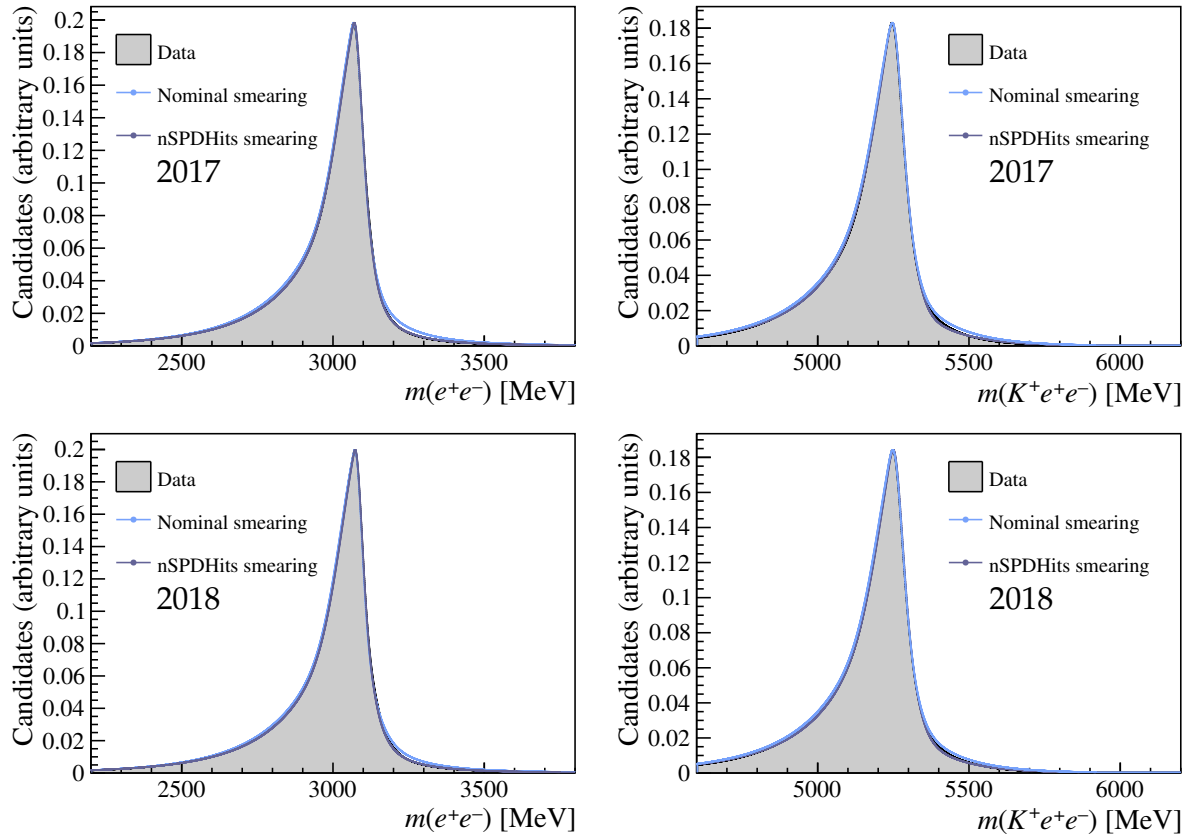 Candidates (arbitrary units)
0.2
0.18
0.16
0.14
0.12
0.1
0.08
0.06
0.04
0.02
0
Data
Nominal smearing
nSPDHits smearing
2017
2500 3000 3500
m(e⁺e⁻) [MeV]
Candidates (arbitrary units)
0.18
0.16
0.14
0.12
0.1
0.08
0.06
0.04
0.02
0
Data
Nominal smearing
nSPDHits smearing
2017
5000 5500 6000
m(K⁺e⁺e⁻) [MeV]
Candidates (arbitrary units)
0.2
0.18
0.16
0.14
0.12
0.1
0.08
0.06
0.04
0.02
0
Data
Nominal smearing
nSPDHits smearing
2018
2500 3000 3500
m(e⁺e⁻) [MeV]
Candidates (arbitrary units)
0.18
0.16
0.14
0.12
0.1
0.08
0.06
0.04
0.02
0
Data
Nominal smearing
nSPDHits smearing
2018
5000 5500 6000
m(K⁺e⁺e⁻) [MeV]